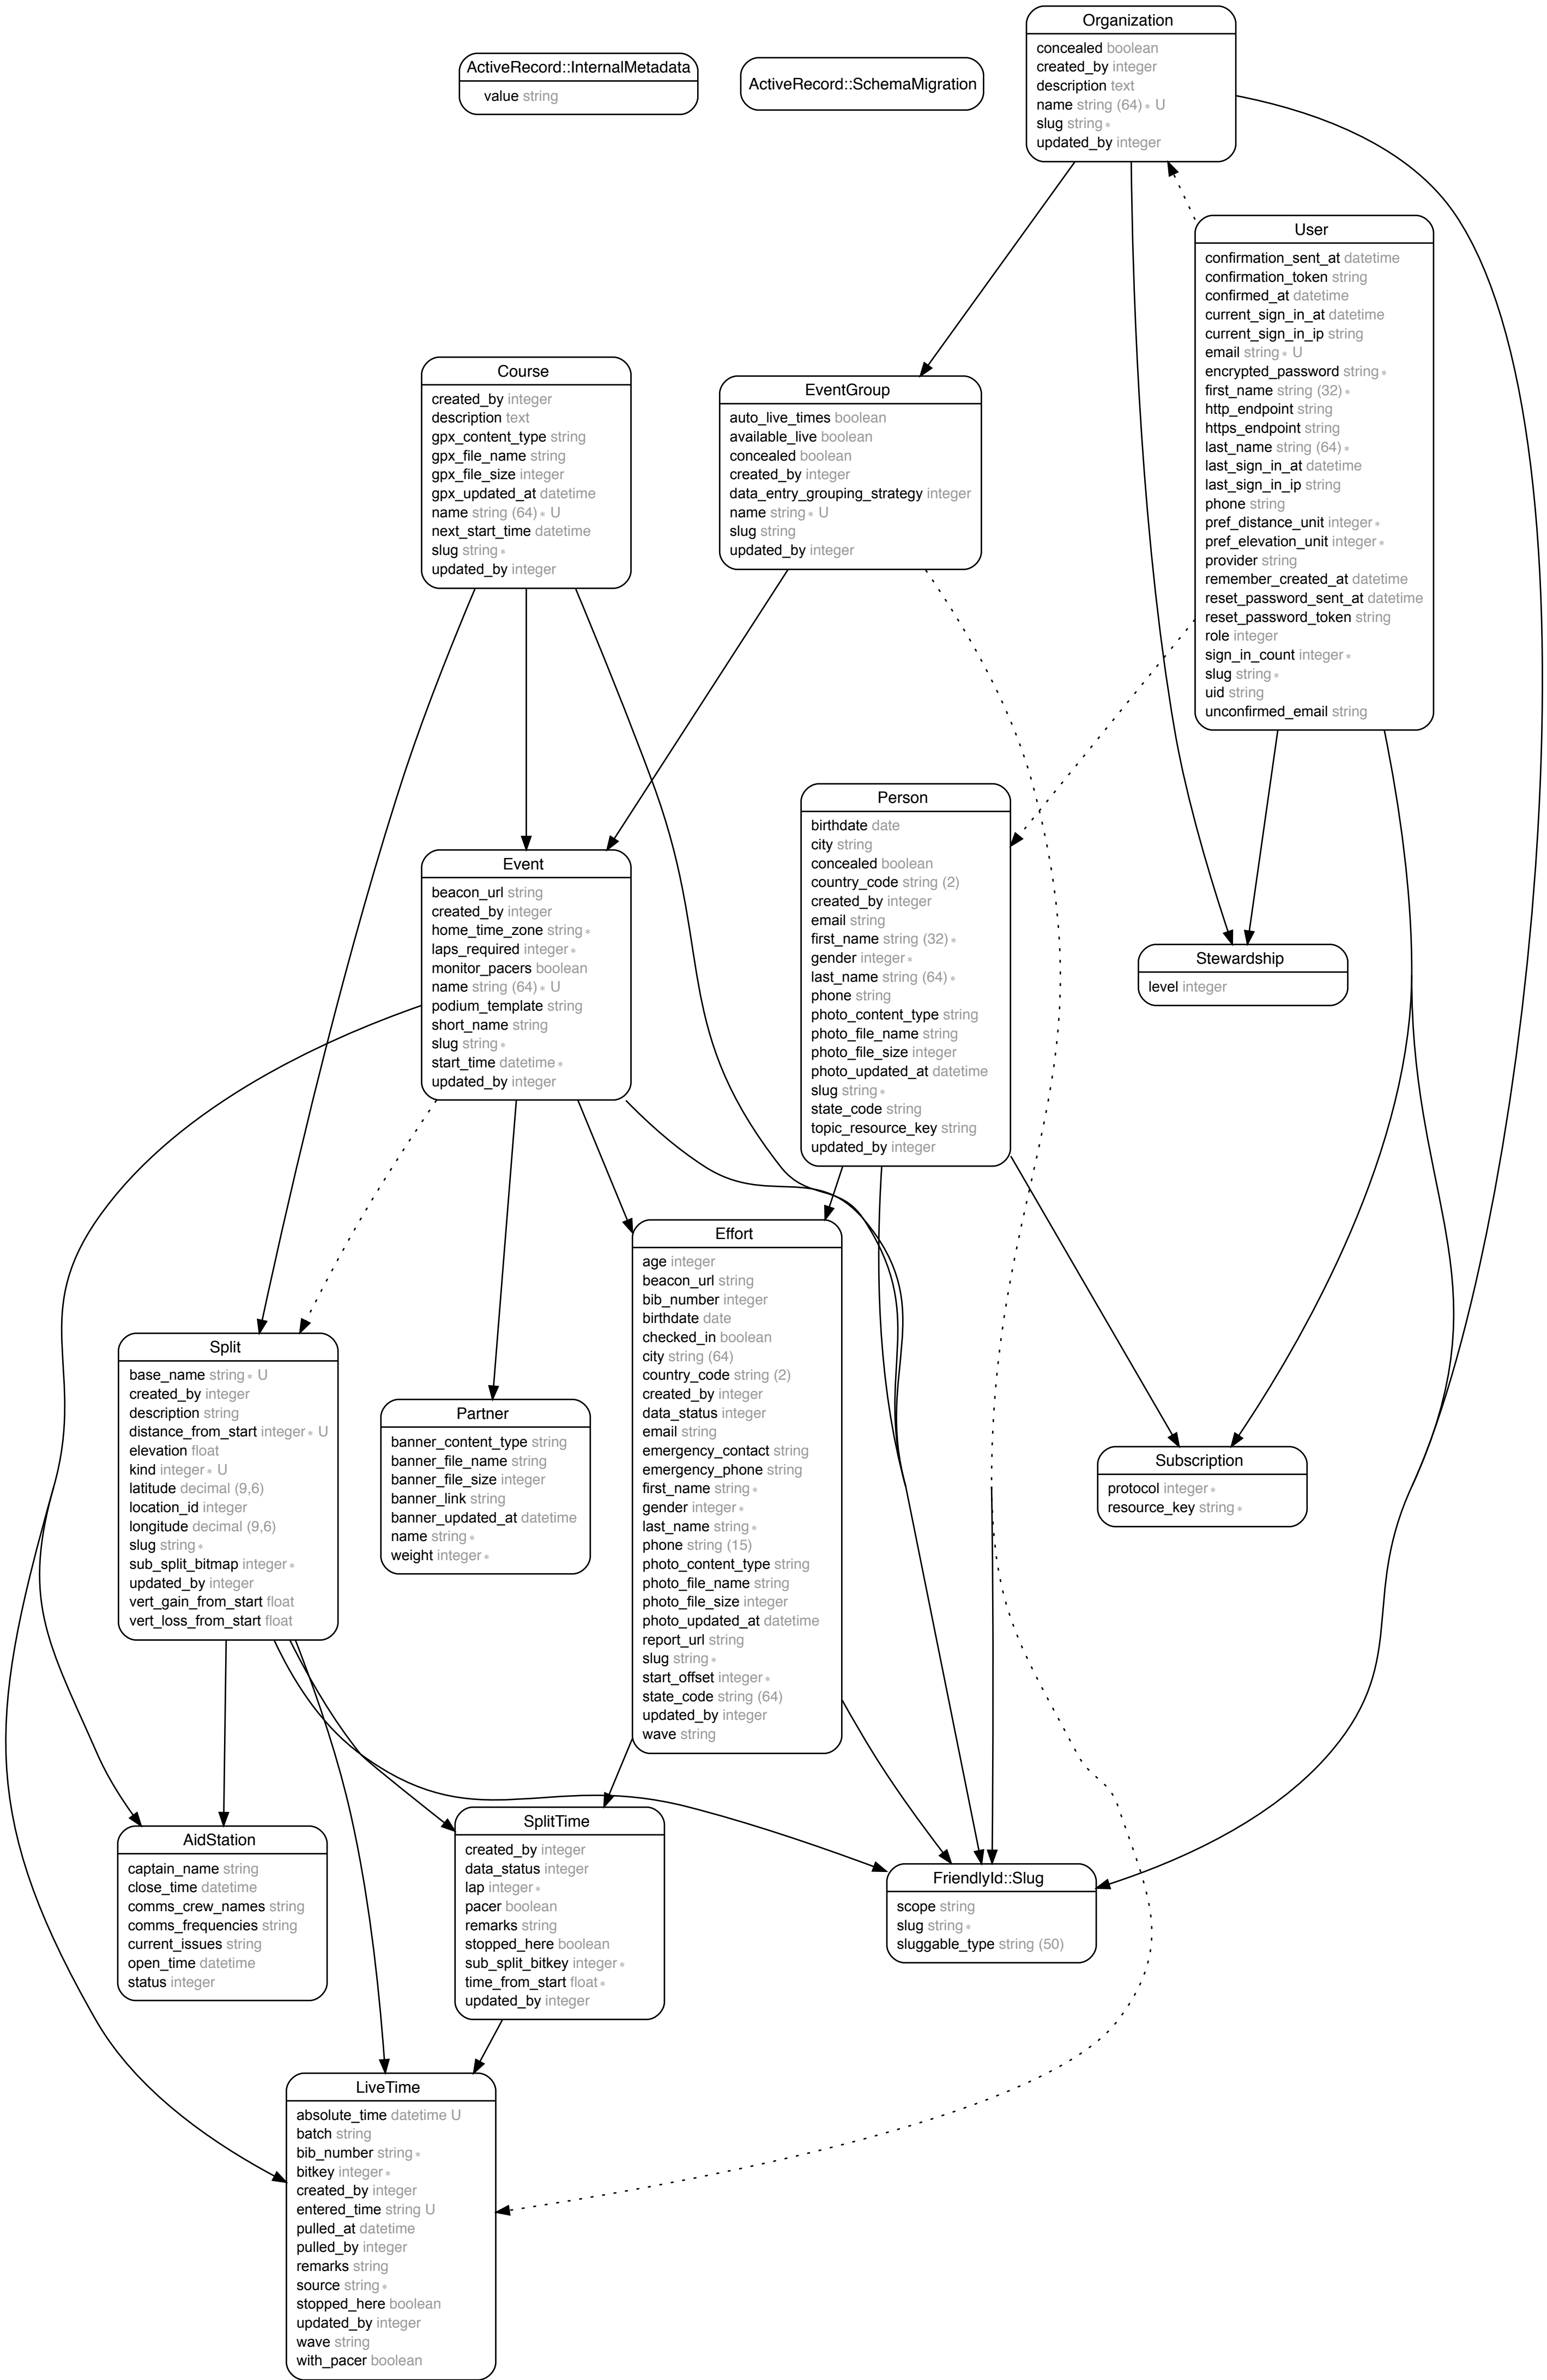 Organization
concealed boolean
created_by integer
description text
name string (64) ∗ U
slug string ∗
updated_by integer
ActiveRecord::InternalMetadata
value string
ActiveRecord::SchemaMigration
User
confirmation_sent_at datetime
confirmation_token string
confirmed_at datetime
current_sign_in_at datetime
current_sign_in_ip string
email string ∗ U
encrypted_password string ∗
first_name string (32) ∗
http_endpoint string
https_endpoint string
last_name string (64) ∗
last_sign_in_at datetime
last_sign_in_ip string
phone string
pref_distance_unit integer ∗
pref_elevation_unit integer ∗
provider string
remember_created_at datetime
reset_password_sent_at datetime
reset_password_token string
role integer
sign_in_count integer ∗
slug string ∗
uid string
unconfirmed_email string
Course
created_by integer
description text
gpx_content_type string
gpx_file_name string
gpx_file_size integer
gpx_updated_at datetime
name string (64) ∗ U
next_start_time datetime
slug string ∗
updated_by integer
EventGroup
auto_live_times boolean
available_live boolean
concealed boolean
created_by integer
data_entry_grouping_strategy integer
name string ∗ U
slug string
updated_by integer
Person
birthdate date
city string
concealed boolean
country_code string (2)
created_by integer
email string
first_name string (32) ∗
gender integer ∗
last_name string (64) ∗
phone string
photo_content_type string
photo_file_name string
photo_file_size integer
photo_updated_at datetime
slug string ∗
state_code string
topic_resource_key string
updated_by integer
Event
beacon_url string
created_by integer
home_time_zone string ∗
laps_required integer ∗
monitor_pacers boolean
name string (64) ∗ U
podium_template string
short_name string
slug string ∗
start_time datetime ∗
updated_by integer
Stewardship
level integer
Effort
age integer
beacon_url string
bib_number integer
birthdate date
checked_in boolean
city string (64)
country_code string (2)
created_by integer
data_status integer
email string
emergency_contact string
emergency_phone string
first_name string ∗
gender integer ∗
last_name string ∗
phone string (15)
photo_content_type string
photo_file_name string
photo_file_size integer
photo_updated_at datetime
report_url string
slug string ∗
start_offset integer ∗
state_code string (64)
updated_by integer
wave string
Split
base_name string ∗ U
created_by integer
description string
distance_from_start integer ∗ U
elevation float
kind integer ∗ U
latitude decimal (9,6)
location_id integer
longitude decimal (9,6)
slug string ∗
sub_split_bitmap integer ∗
updated_by integer
vert_gain_from_start float
vert_loss_from_start float
Partner
banner_content_type string
banner_file_name string
banner_file_size integer
banner_link string
banner_updated_at datetime
name string ∗
weight integer ∗
Subscription
protocol integer ∗
resource_key string ∗
AidStation
captain_name string
close_time datetime
comms_crew_names string
comms_frequencies string
current_issues string
open_time datetime
status integer
SplitTime
created_by integer
data_status integer
lap integer ∗
pacer boolean
remarks string
stopped_here boolean
sub_split_bitkey integer ∗
time_from_start float ∗
updated_by integer
FriendlyId::Slug
scope string
slug string ∗
sluggable_type string (50)
LiveTime
absolute_time datetime U
batch string
bib_number string ∗
bitkey integer ∗
created_by integer
entered_time string U
pulled_at datetime
pulled_by integer
remarks string
source string ∗
stopped_here boolean
updated_by integer
wave string
with_pacer boolean